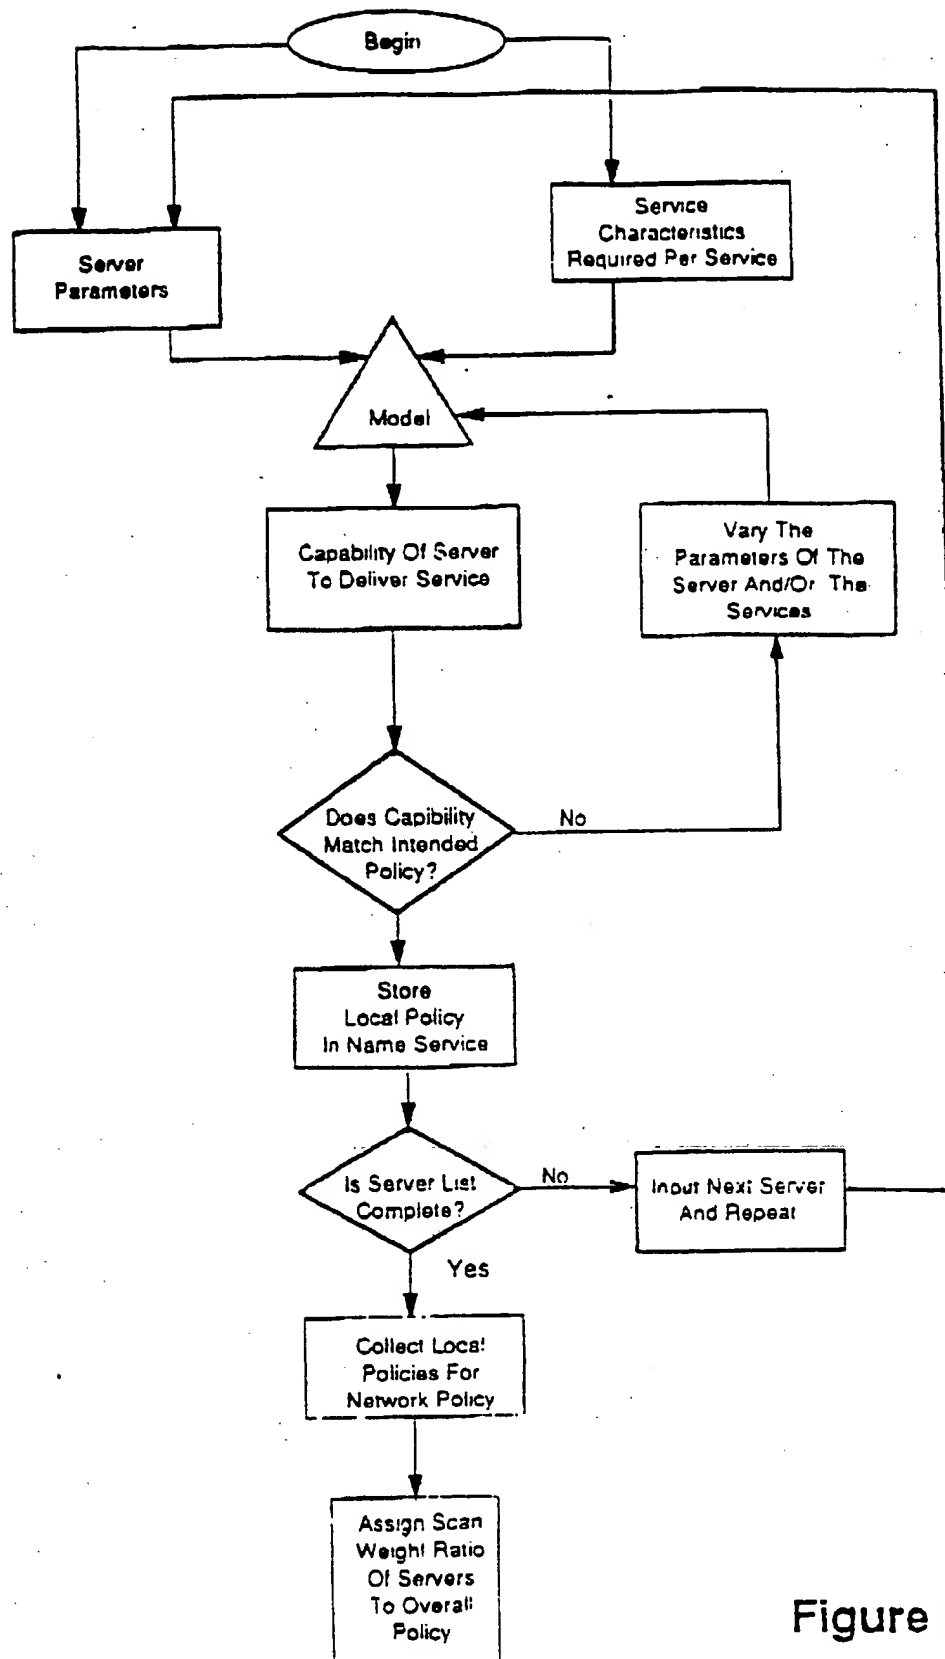 Begin
Service
Characteristics
Required Per Service
Server
Parameters
Model
Capability Of Server
To Deliver Service
Vary The
Parameters Of The
Server And/Or The
Services
Does Capibility
Match Intended
Policy?
No
Store
Local Policy
In Name Service
Is Server List
Complete?
No
Input Next Server
And Repeat
Yes
Collect Local
Policies For
Network Policy
Assign Scan
Weight Ratio
Of Servers
To Overall
Policy
Figure